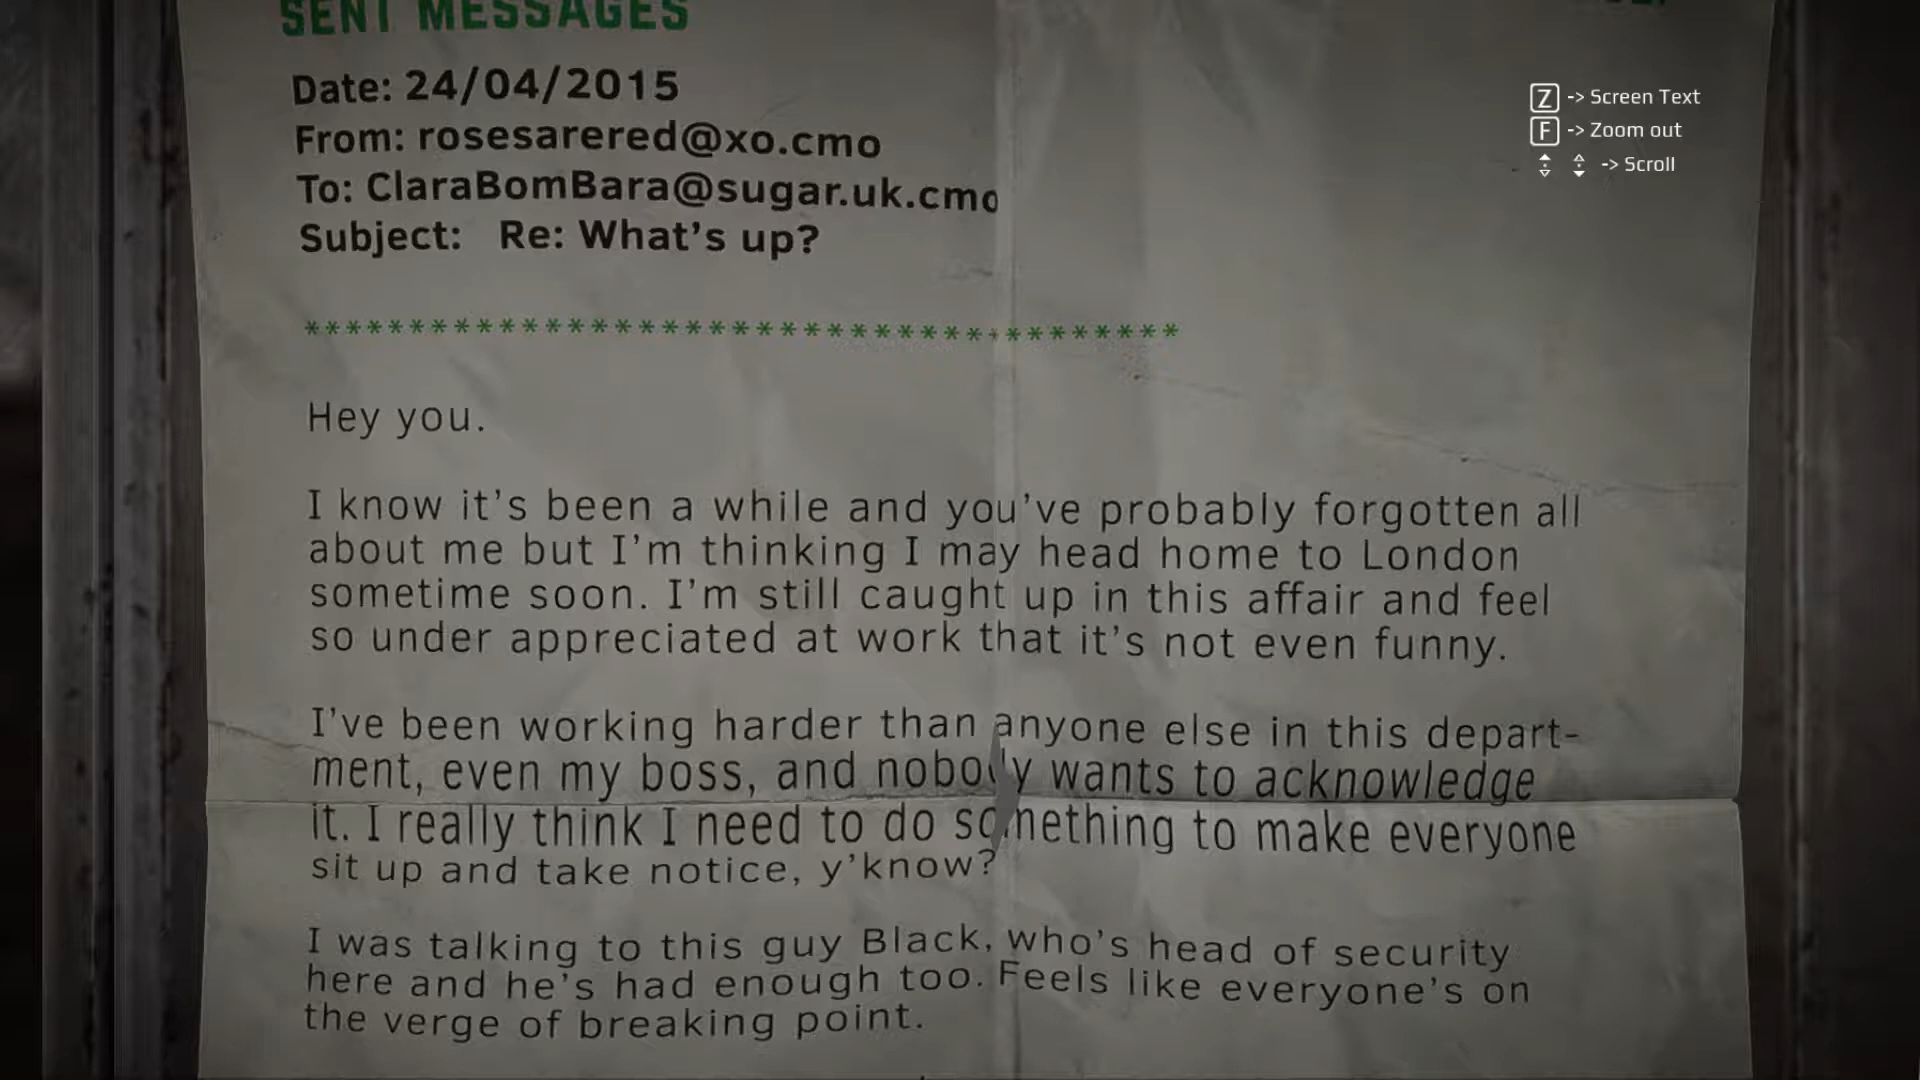 SENT MESSAGES
Date: 24/04/2015
From: rosesarered@xo.cmo
To: ClaraBomBara@sugar.uk.cmo
Subject: Re: What's up?
Z -> Screen Text
F -> Zoom out
-> Scroll
****************************************
Hey you.
I know it's been a while and you've probably forgotten all
about me but I'm thinking I may head home to London
sometime soon. I'm still caught up in this affair and feel
so under appreciated at work that it's not even funny.
I've been working harder than anyone else in this depart-
ment, even my boss, and nobody wants to acknowledge
it. I really think I need to do something to make everyone
sit up and take notice, y'know?
I was talking to this guy Black, who's head of security
here and he's had enough too. Feels like everyone's on
the verge of breaking point.